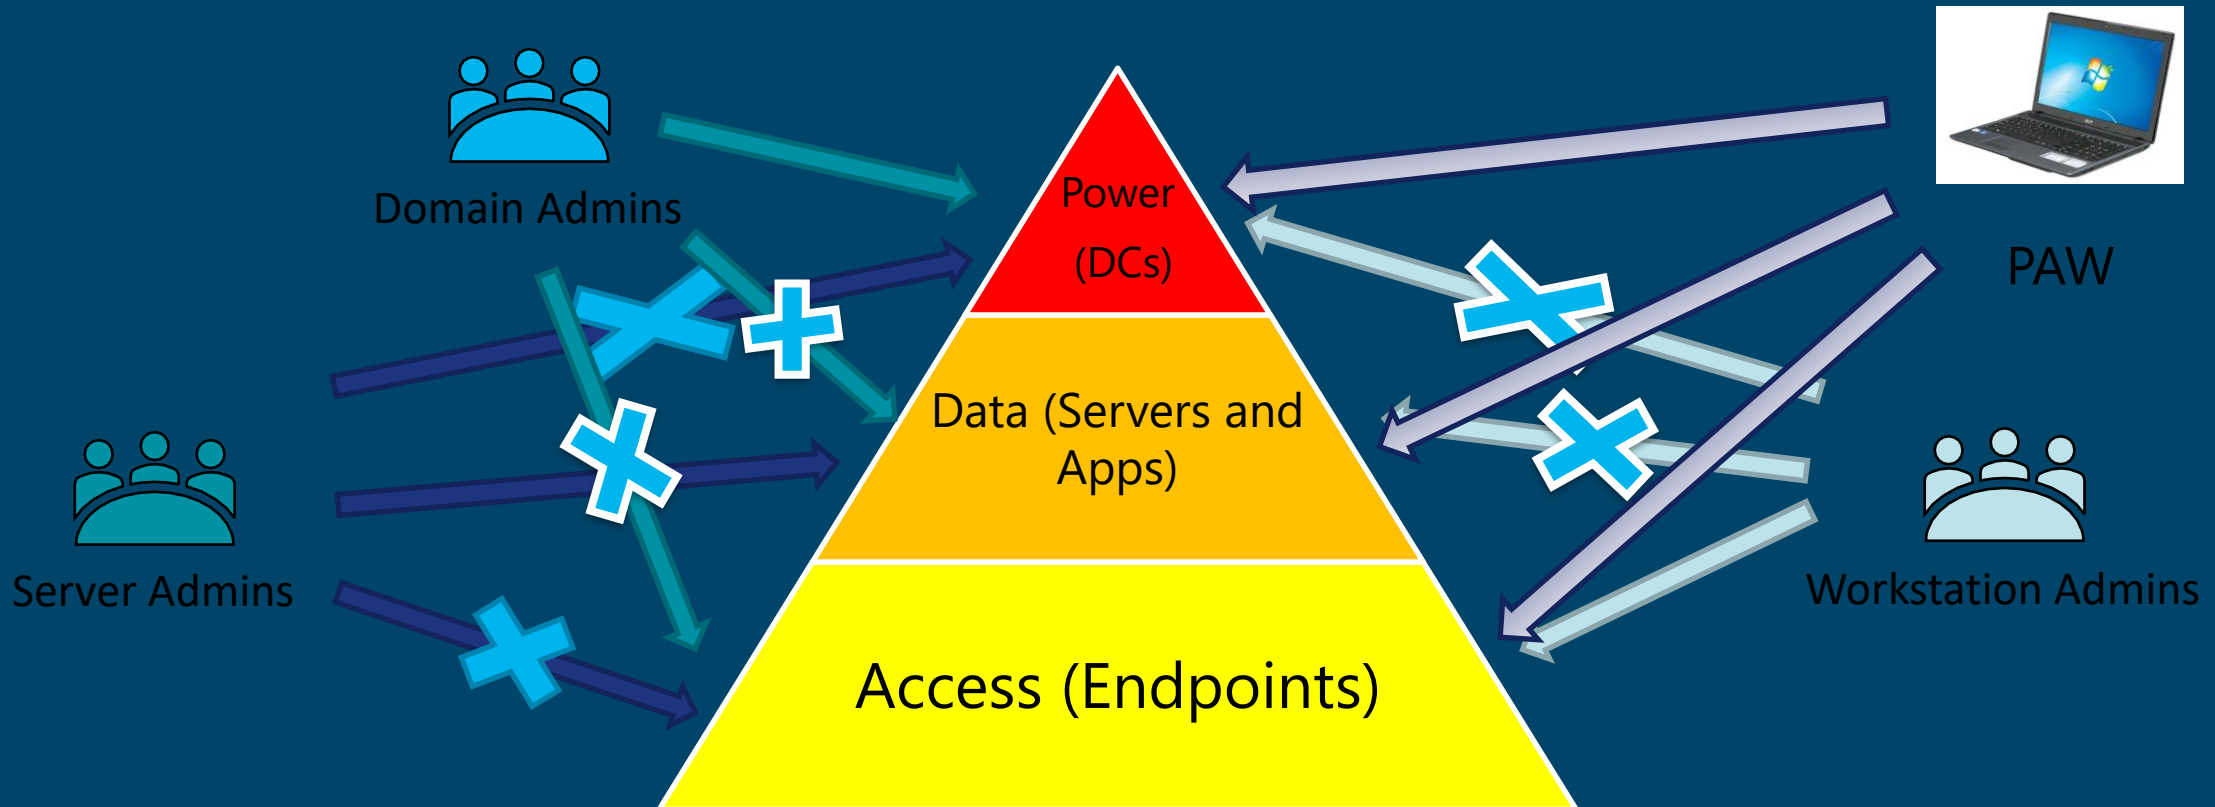 Domain Admins
Power
(DCs)
PAW
Data (Servers and
Apps)
Server Admins
Workstation Admins
Access (Endpoints)